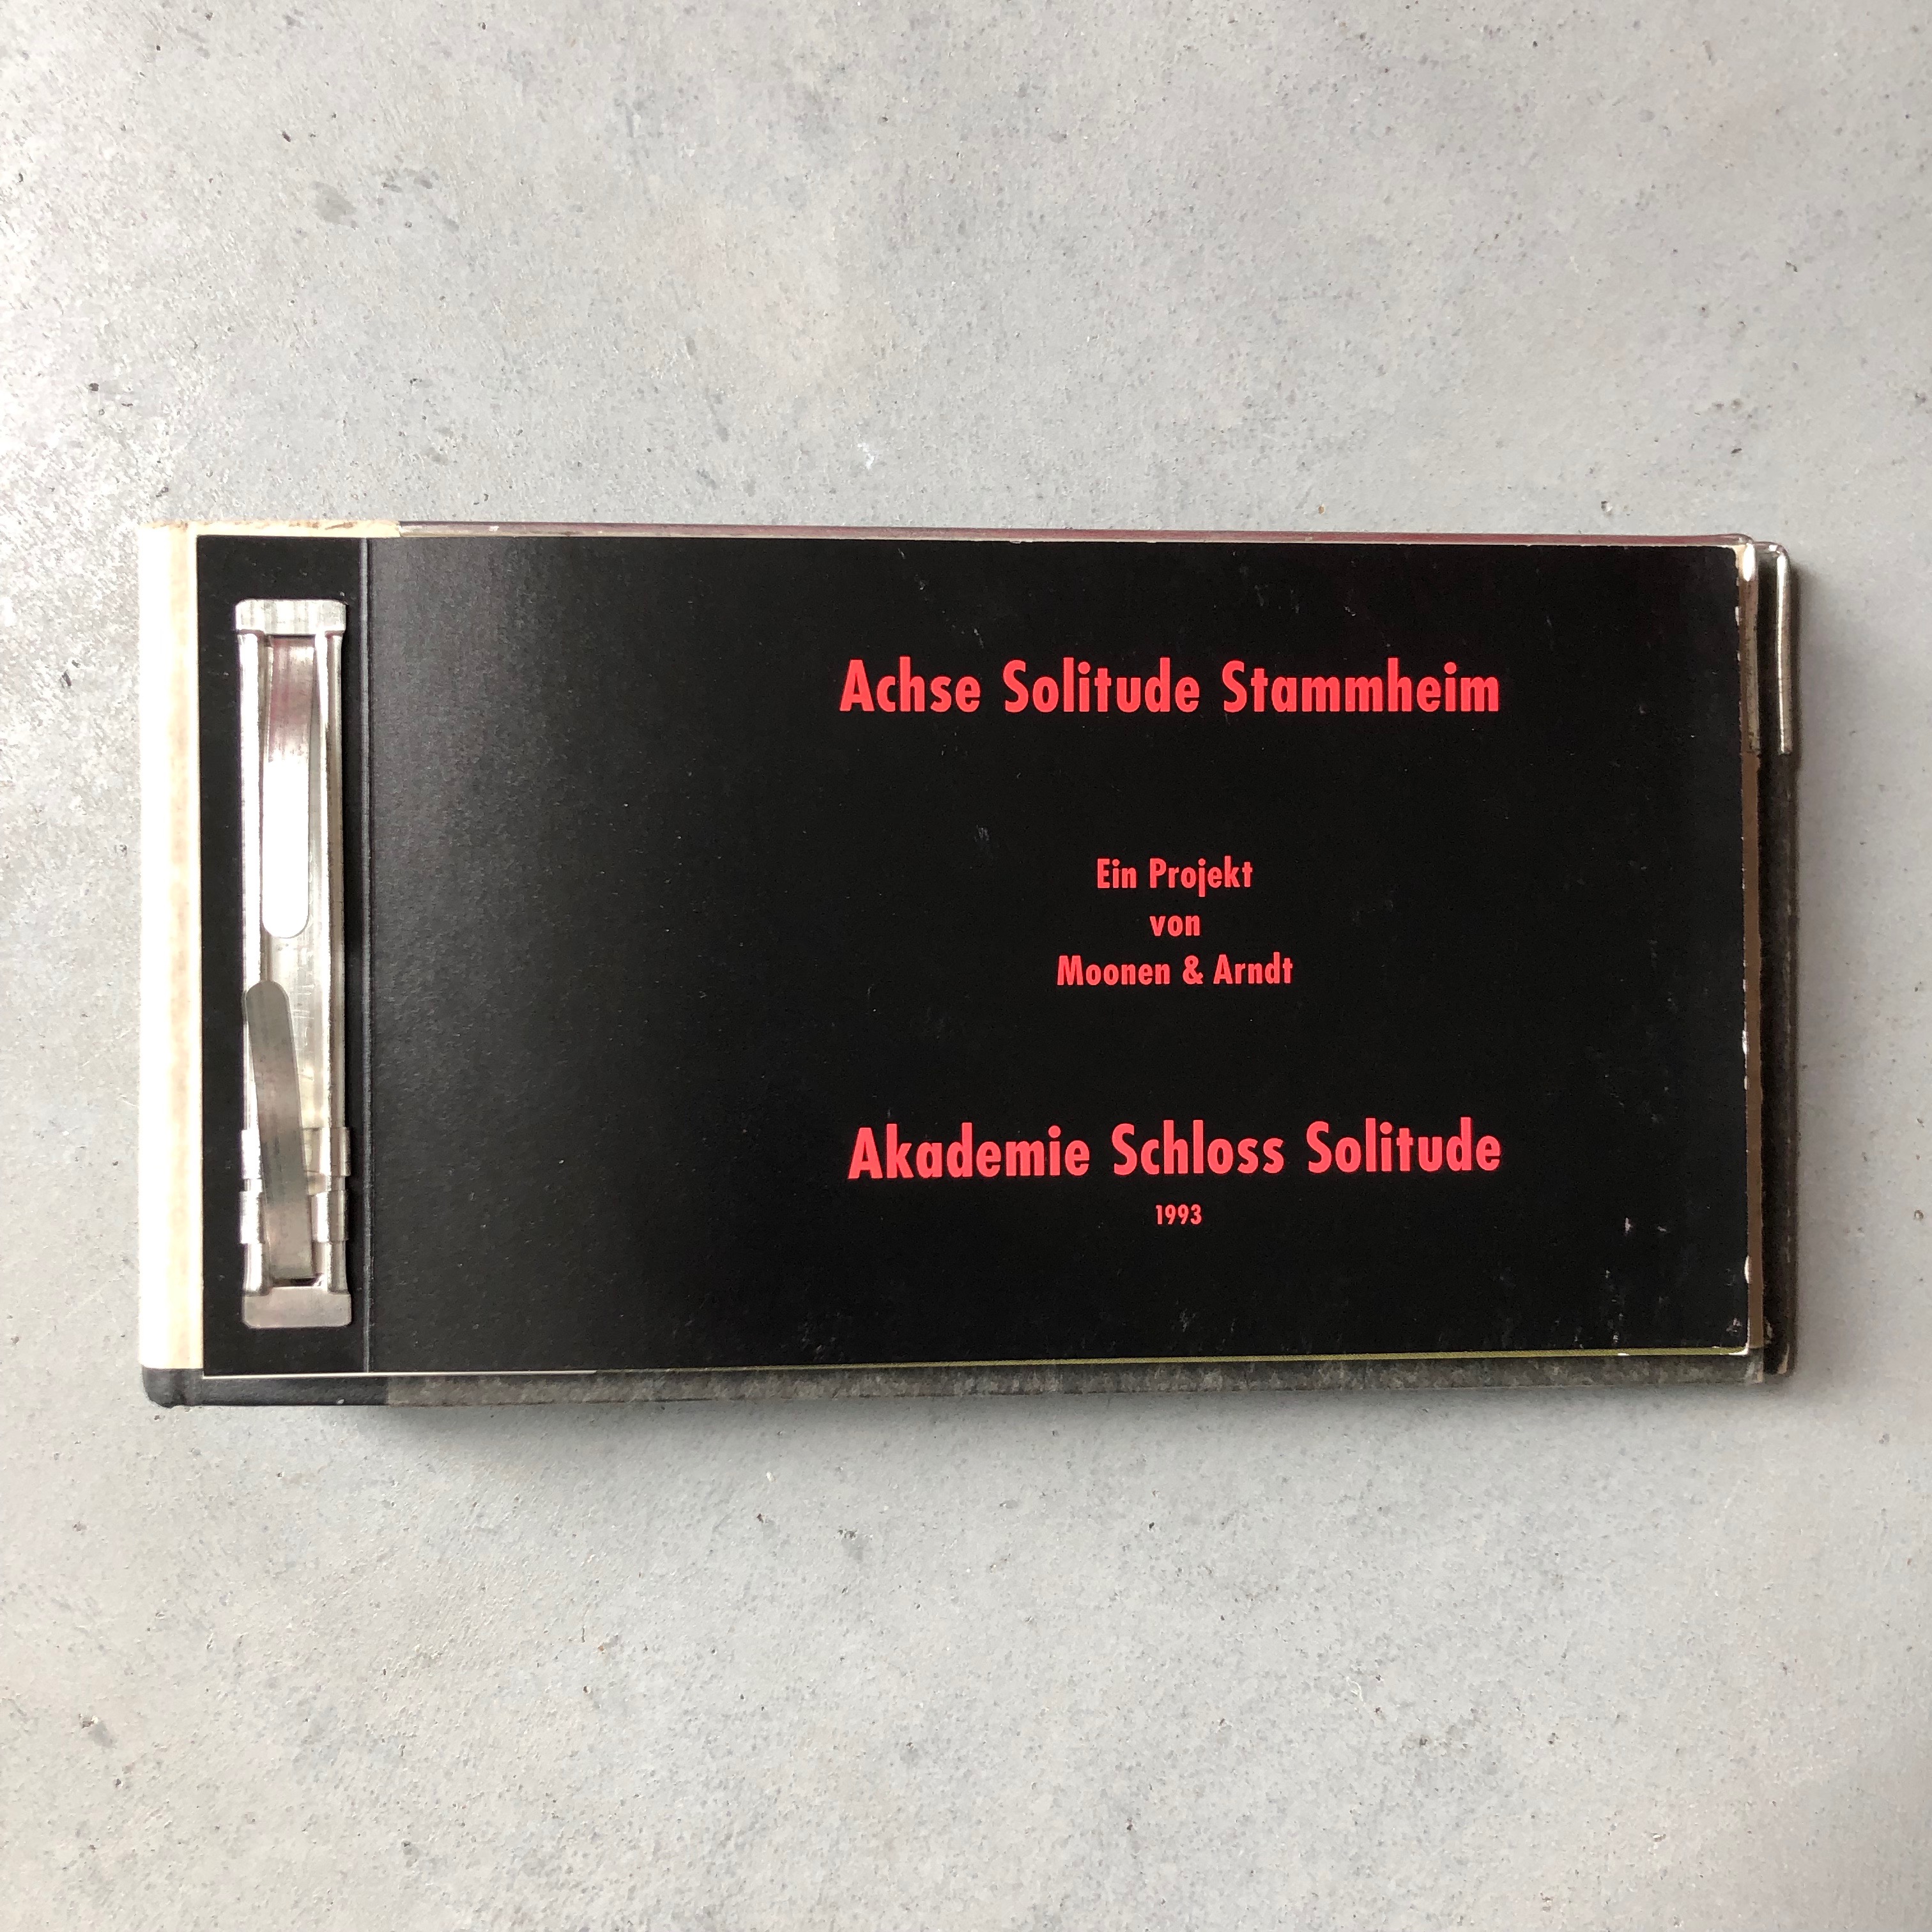 Achse Solitude Stammheim
Ein Projekt
von
Moonen & Arndt
Akademie Schloss Solitude
1993